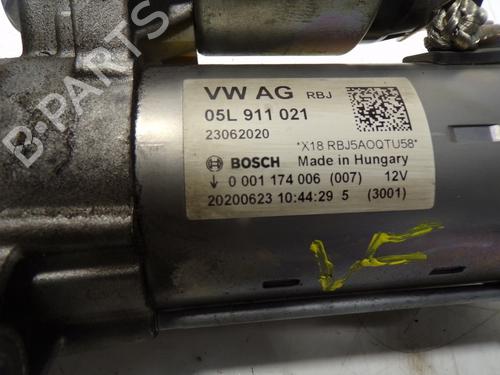 VW AG RBJ
05L 911 021
23062020
*X18 RBJ5AOQTU58*
BOSCH Made in Hungary
0 001 174 006 (007) 12V
20200623 10:44:29 5 (3001)
B-PARTS